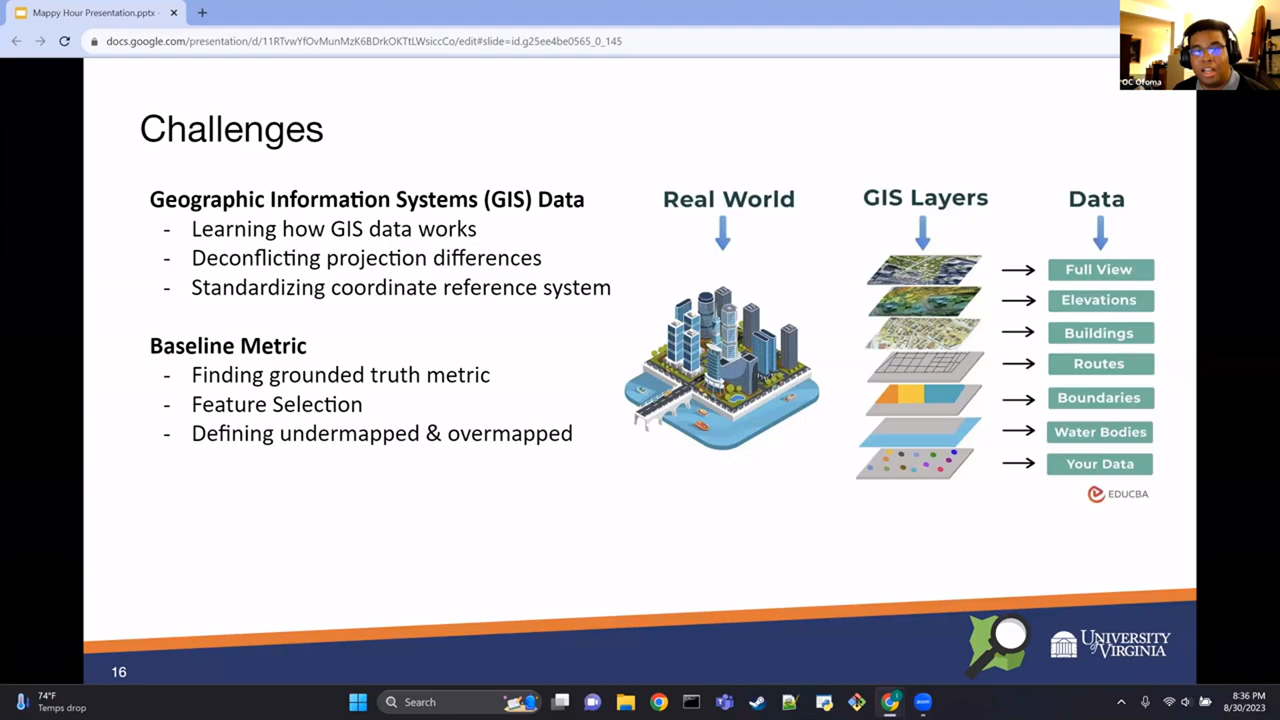 Mappy Hour Presentation.pptx
docs.google.com/presentation/d/11RTvwYfOvMunMzK6BDrkOKTtLWsiccCo/edit#slide=id.g25ee4be0565_0_145
OC Ofoma
Challenges
Geographic Information Systems (GIS) Data
- Learning how GIS data works
- Deconflicting projection differences
- Standardizing coordinate reference system
Baseline Metric
- Finding grounded truth metric
- Feature Selection
- Defining undermapped & overmapped
Real World
GIS Layers
Data
Full View
Elevations
Buildings
Routes
Boundaries
Water Bodies
Your Data
EDUCBA
16
UNIVERSITY
of VIRGINIA
74°F
Temps drop
Search
zoom
8:36 PM
8/30/2023